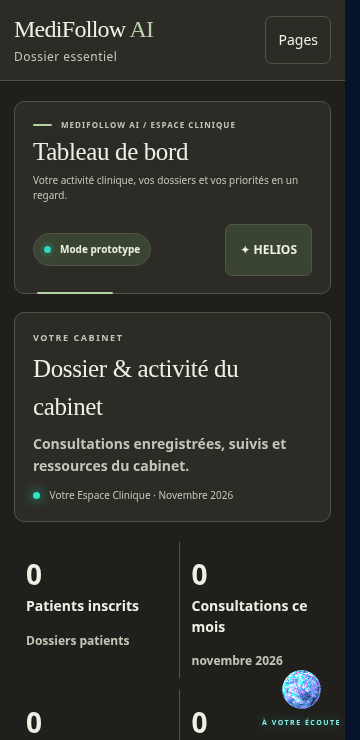 MediFollow AI
Dossier essentiel
Pages
MEDIFOLLOW AI / ESPACE CLINIQUE
Tableau de bord
Votre activité clinique, vos dossiers et vos priorités en un
regard.
Mode prototype
✦ HELIOS
VOTRE CABINET
Dossier & activité du
cabinet
Consultations enregistrées, suivis et
ressources du cabinet.
Votre Espace Clinique · Novembre 2026
0
Patients inscrits
Dossiers patients
0
Consultations ce
mois
novembre 2026
0
0
À VOTRE ÉCOUTE